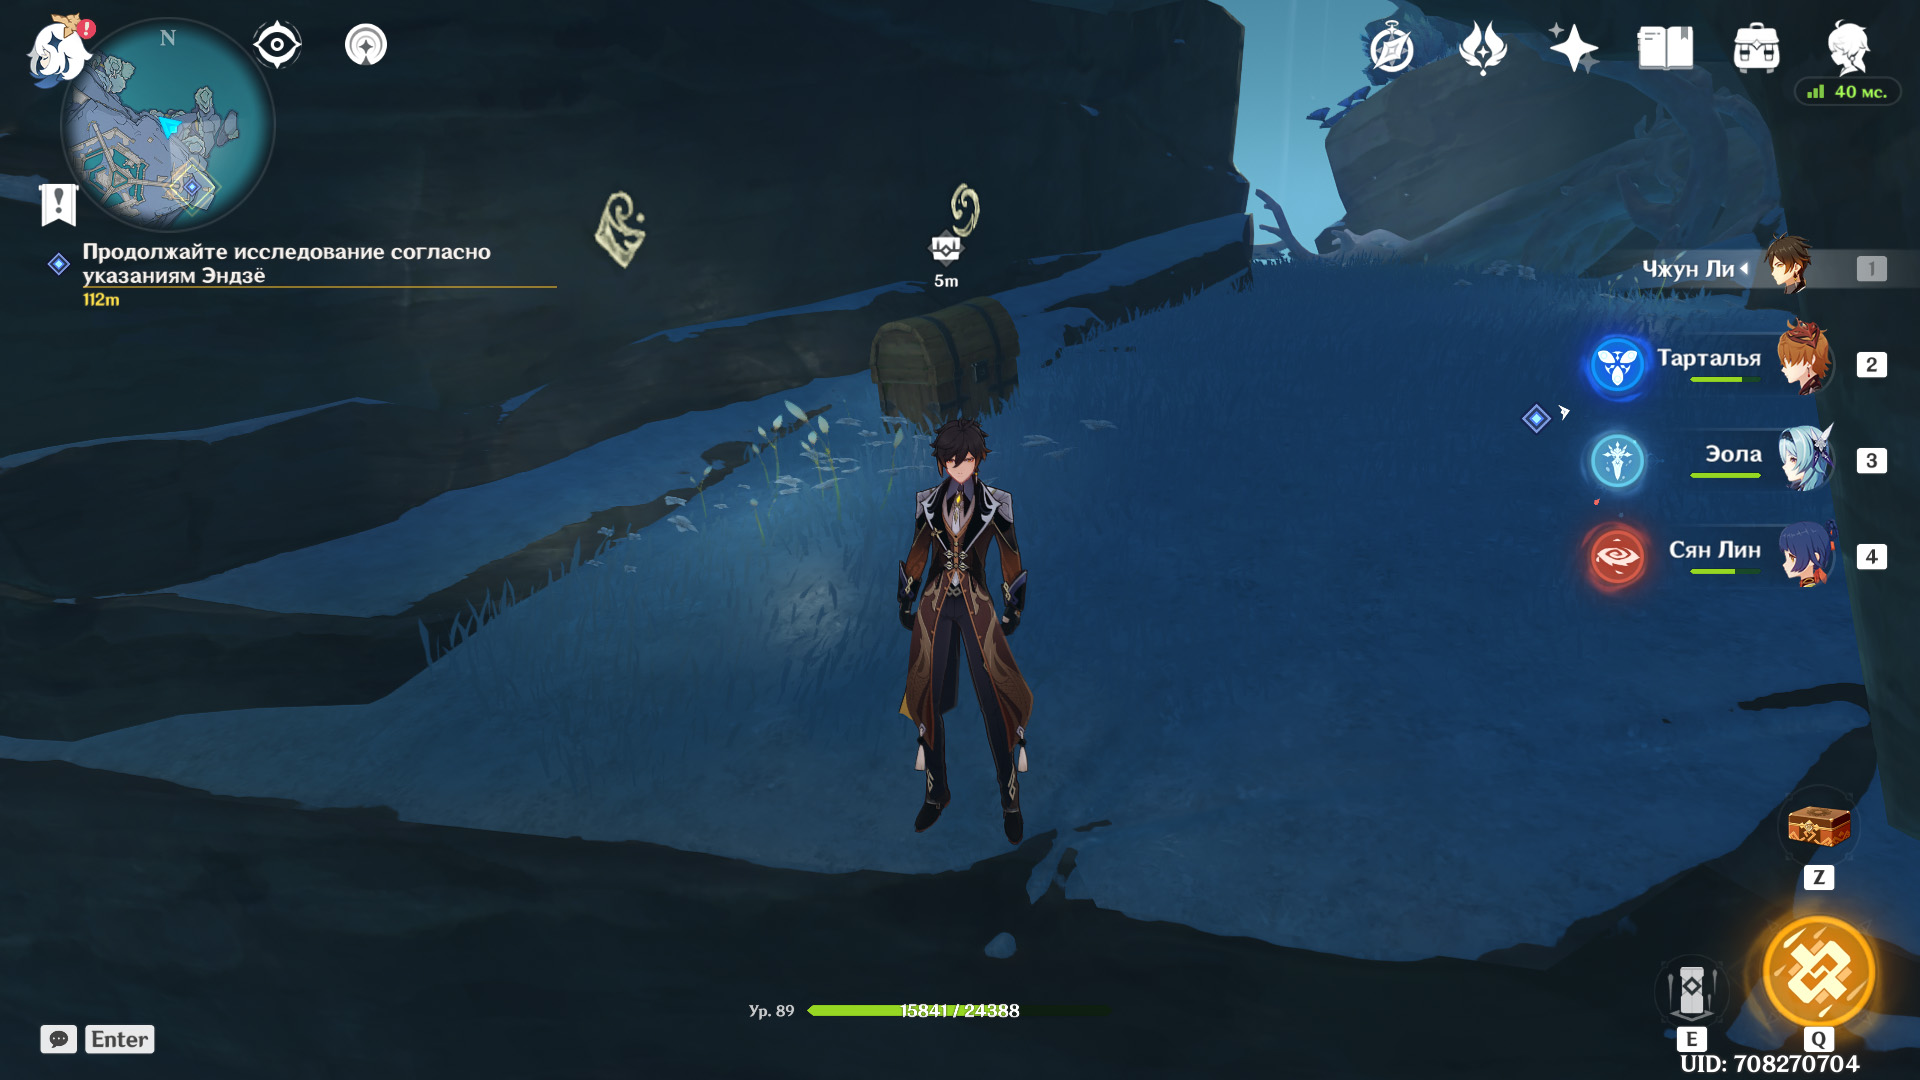 N
40 мс.
Продолжайте исследование согласно
указаниям Эндзё
112m
5m
Чжун Ли
1
Тарталья
2
Эола
3
Сян Лин
4
Z
Ур. 89
15841 / 24388
Enter
E
Q
UID: 708270704